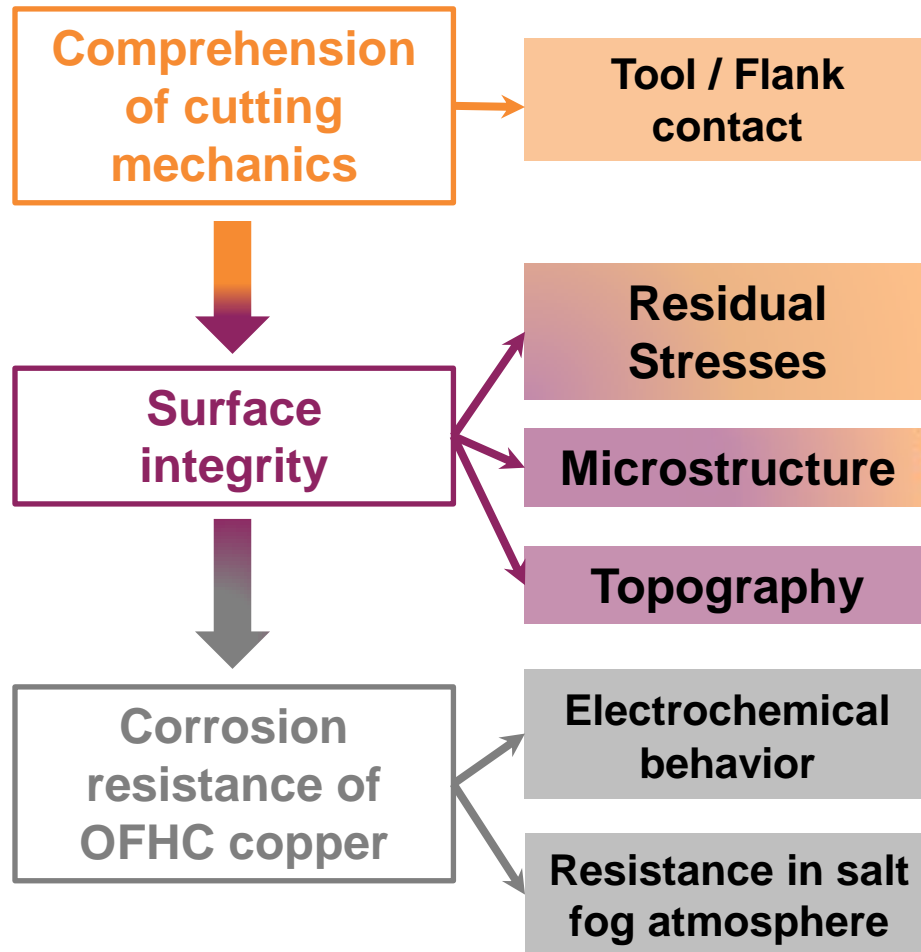 Comprehension
of cutting
mechanics
Tool / Flank
contact
Surface
integrity
Residual
Stresses
Microstructure
Topography
Corrosion
resistance of
OFHC copper
Electrochemical
behavior
Resistance in salt
fog atmosphere